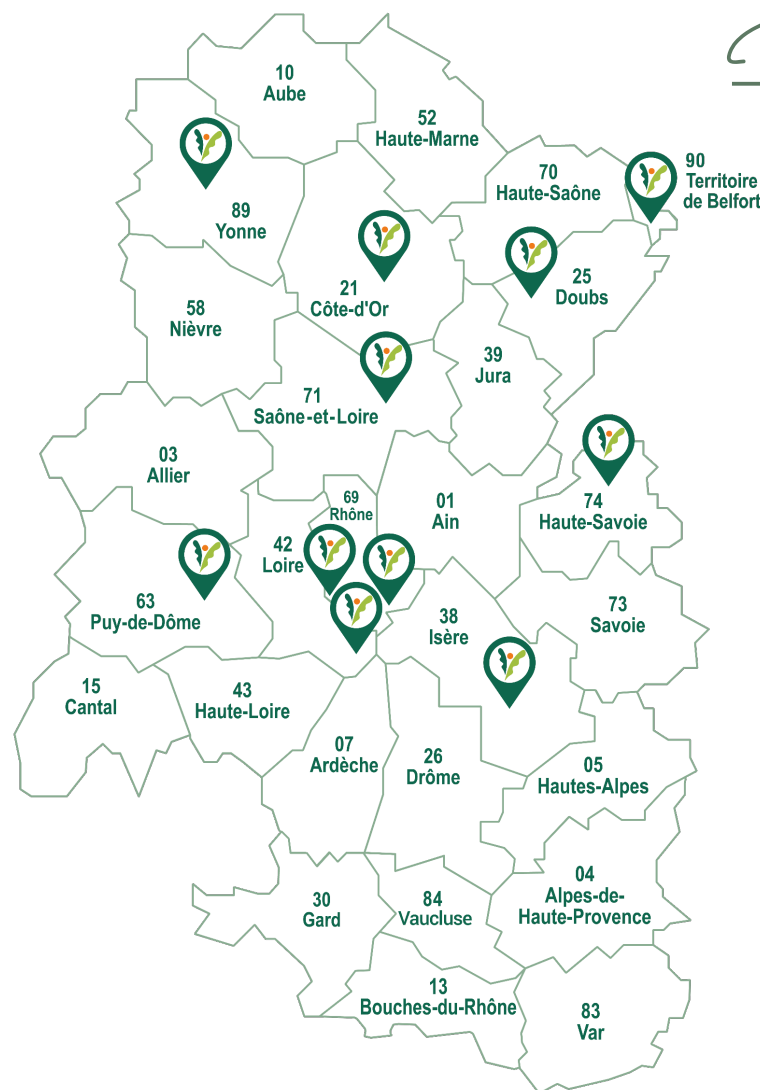 10
Aube
52
Haute-Marne
70
Haute-Saône
90
Territoire
de Belfort
89
Yonne
21
Côte-d'Or
25
Doubs
58
Nièvre
39
Jura
71
Saône-et-Loire
03
Allier
69
Rhône
01
Ain
74
Haute-Savoie
42
Loire
63
Puy-de-Dôme
38
Isère
73
Savoie
15
Cantal
43
Haute-Loire
07
Ardèche
26
Drôme
05
Hautes-Alpes
04
Alpes-de-
Haute-Provence
30
Gard
84
Vaucluse
13
Bouches-du-Rhône
83
Var